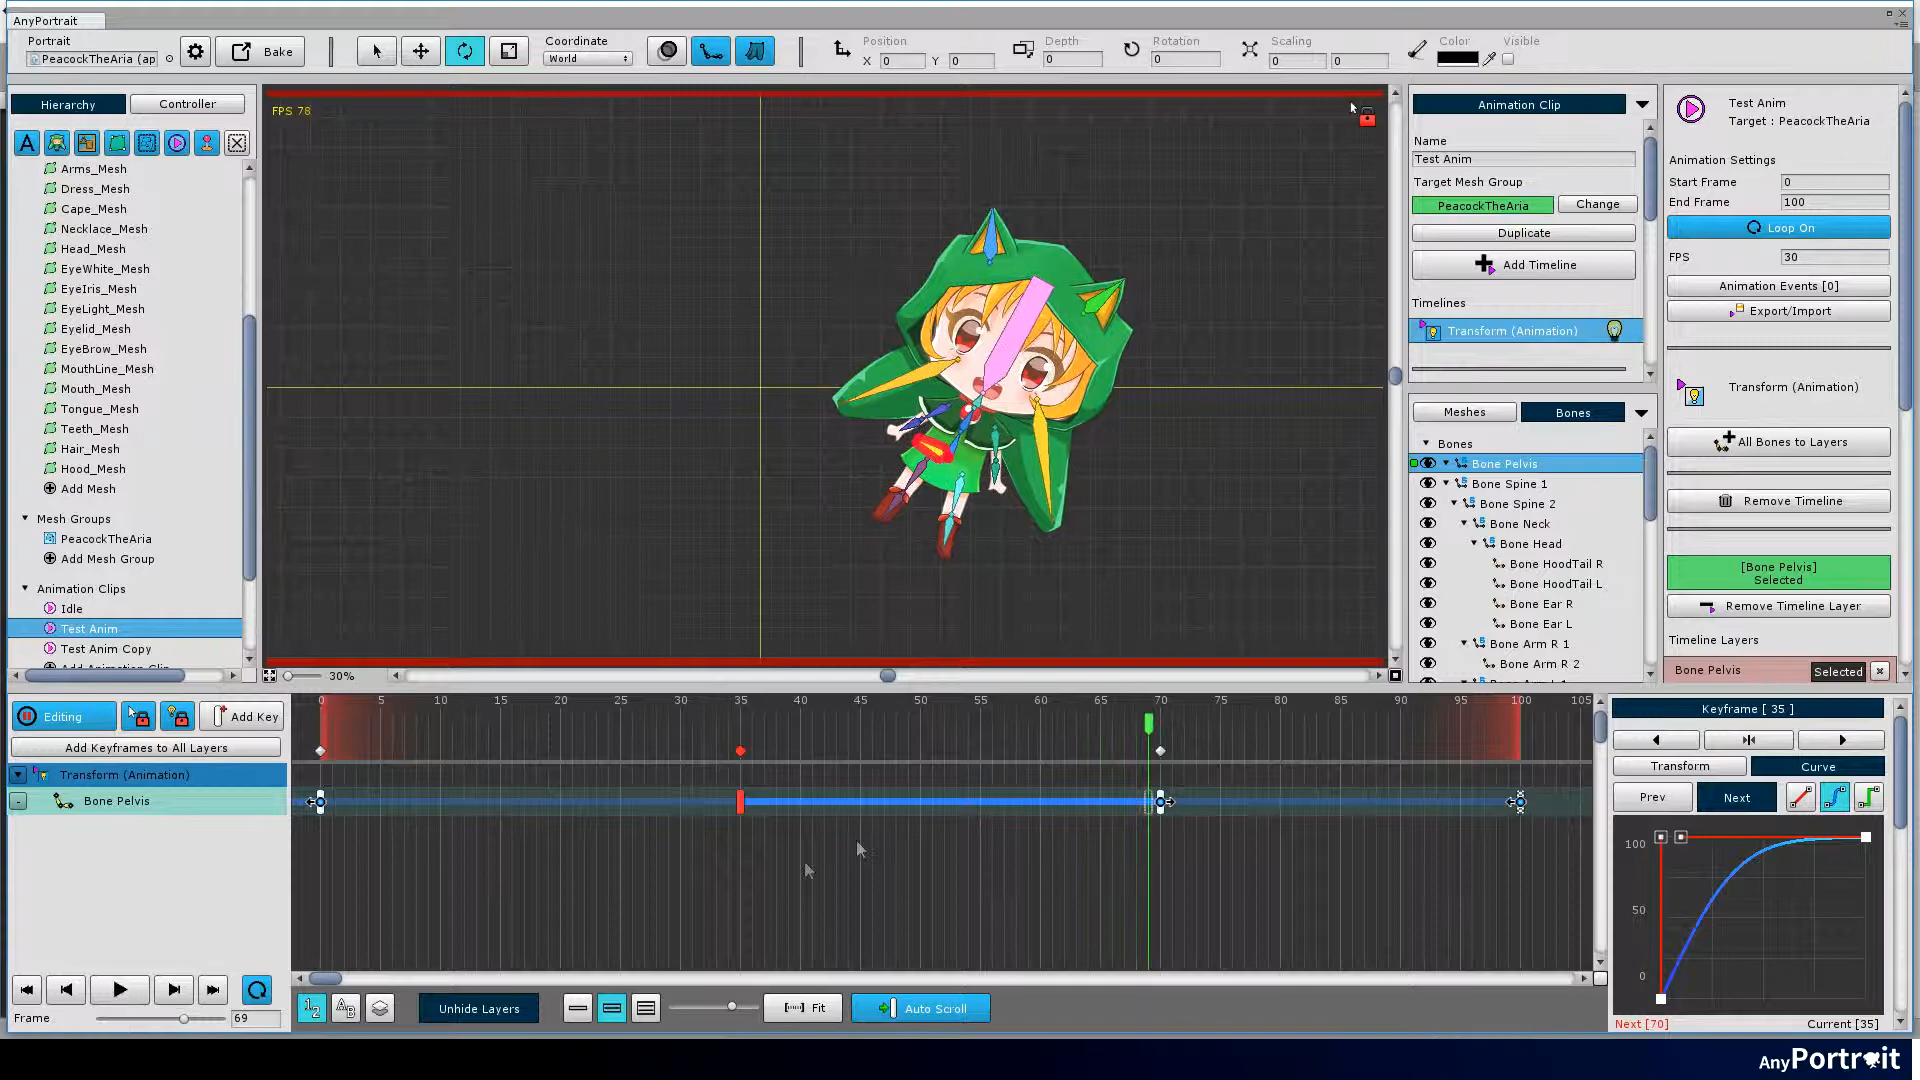 AnyPortrait
Portrait
PeacockTheAria (ap
Bake
Coordinate
World
Position
X 0 Y 0
Depth
0
Rotation
0
Scaling
0 0
Color
Visible
Hierarchy
Controller
Arms_Mesh
Dress_Mesh
Cape_Mesh
Necklace_Mesh
Head_Mesh
EyeWhite_Mesh
EyeIris_Mesh
EyeLight_Mesh
Eyelid_Mesh
EyeBrow_Mesh
MouthLine_Mesh
Mouth_Mesh
Tongue_Mesh
Teeth_Mesh
Hair_Mesh
Hood_Mesh
Add Mesh
Mesh Groups
PeacockTheAria
Add Mesh Group
Animation Clips
Idle
Test Anim
Test Anim Copy
Add Animation Clip
FPS 78
30%
Animation Clip
Name
Test Anim
Target Mesh Group
PeacockTheAria
Change
Duplicate
Add Timeline
Timelines
Transform (Animation)
Meshes
Bones
Bones
Bone Pelvis
Bone Spine 1
Bone Spine 2
Bone Neck
Bone Head
Bone HoodTail R
Bone HoodTail L
Bone Ear R
Bone Ear L
Bone Arm R 1
Bone Arm R 2
Test Anim
Target : PeacockTheAria
Animation Settings
Start Frame 0
End Frame 100
Loop On
FPS 30
Animation Events [0]
Export/Import
Transform (Animation)
All Bones to Layers
Remove Timeline
[Bone Pelvis]
Selected
Remove Timeline Layer
Timeline Layers
Bone Pelvis Selected
Editing
Add Key
Add Keyframes to All Layers
Transform (Animation)
Bone Pelvis
Frame 69
0 5 10 15 20 25 30 35 40 45 50 55 60 65 70 75 80 85 90 95 100 105
Unhide Layers
Fit
Auto Scroll
Keyframe [ 35 ]
Transform
Curve
Prev
Next
100
50
0
Next [70]
Current [35]
AnyPortrait